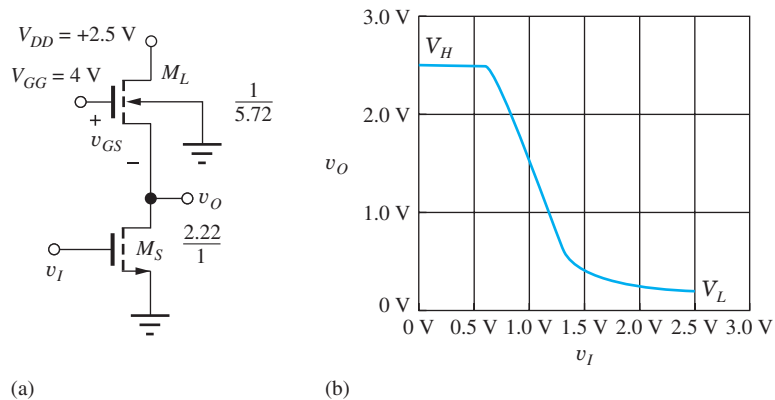 V_DD = +2.5 V
V_GG = 4 V
M_L
1/5.72
+
v_GS
–
v_O
M_S
2.22/1
v_I
(a)
3.0 V
V_H
2.0 V
v_O
1.0 V
V_L
0 V
0 V 0.5 V 1.0 V 1.5 V 2.0 V 2.5 V 3.0 V
v_I
(b)